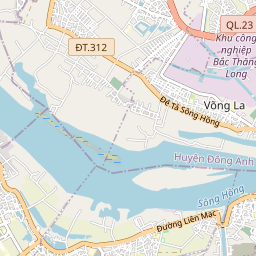 QL.23
Khu công
nghiệp
Bắc Thăng
Long
ĐT.312
Võng La
Đê Tả Sông Hồng
Huyện Đông Anh
Sông Hồng
Đường Liên Mạc